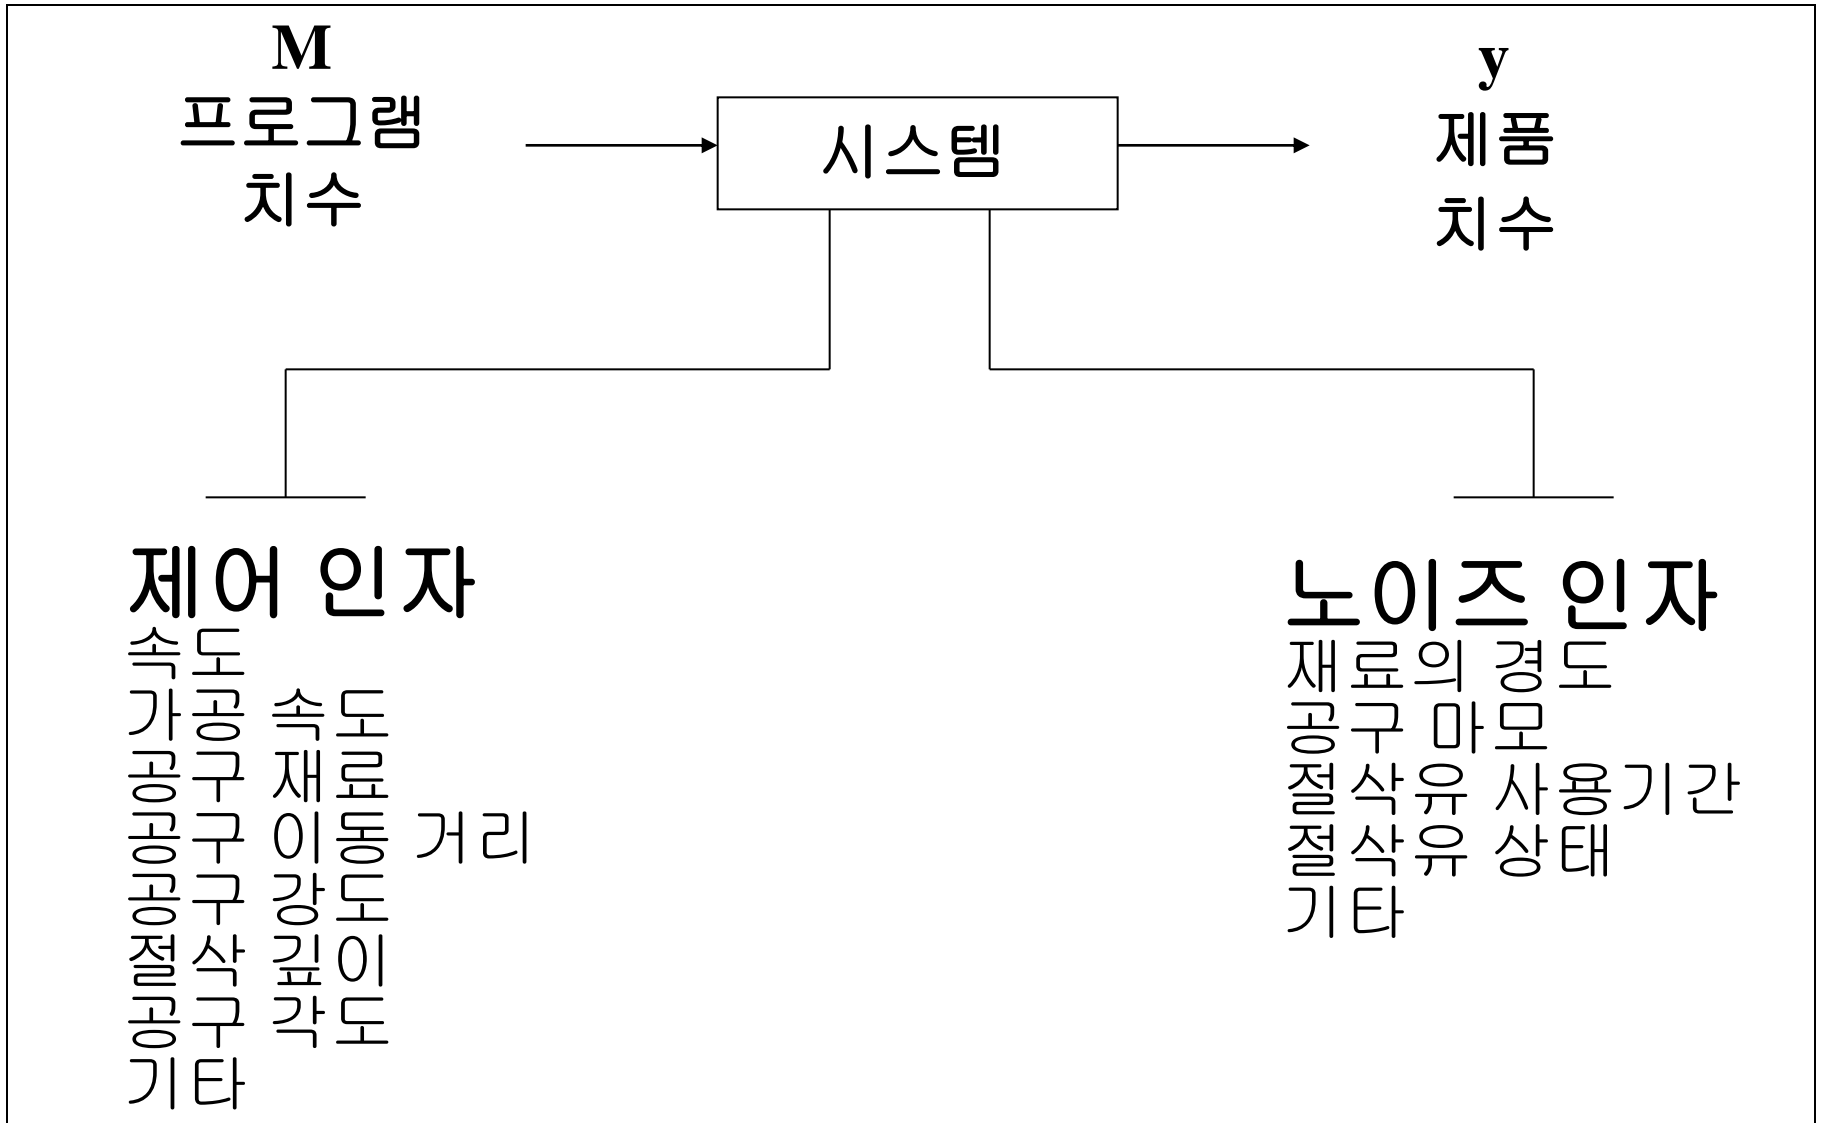 M
프로그램
치수
시스템
y
제품
치수
제어 인자
속도
가공 속도
공구 재료
공구 이동 거리
공구 강도
절삭 깊이
공구 각도
기타
노이즈 인자
재료의 경도
공구 마모
절삭유 사용기간
절삭유 상태
기타